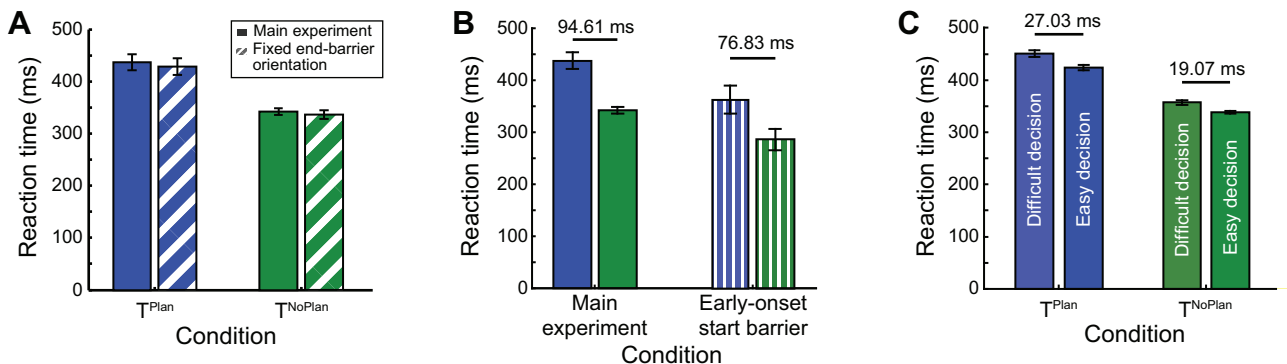 A
Reaction time (ms)
500
400
300
200
100
0
Main experiment
Fixed end-barrier
orientation
TPlan
TNoPlan
Condition
B
Reaction time (ms)
500
400
300
200
100
0
94.61 ms
76.83 ms
Main
experiment
Early-onset
start barrier
Condition
C
Reaction time (ms)
500
400
300
200
100
0
27.03 ms
19.07 ms
Difficult decision
Easy decision
Difficult decision
Easy decision
TPlan
TNoPlan
Condition